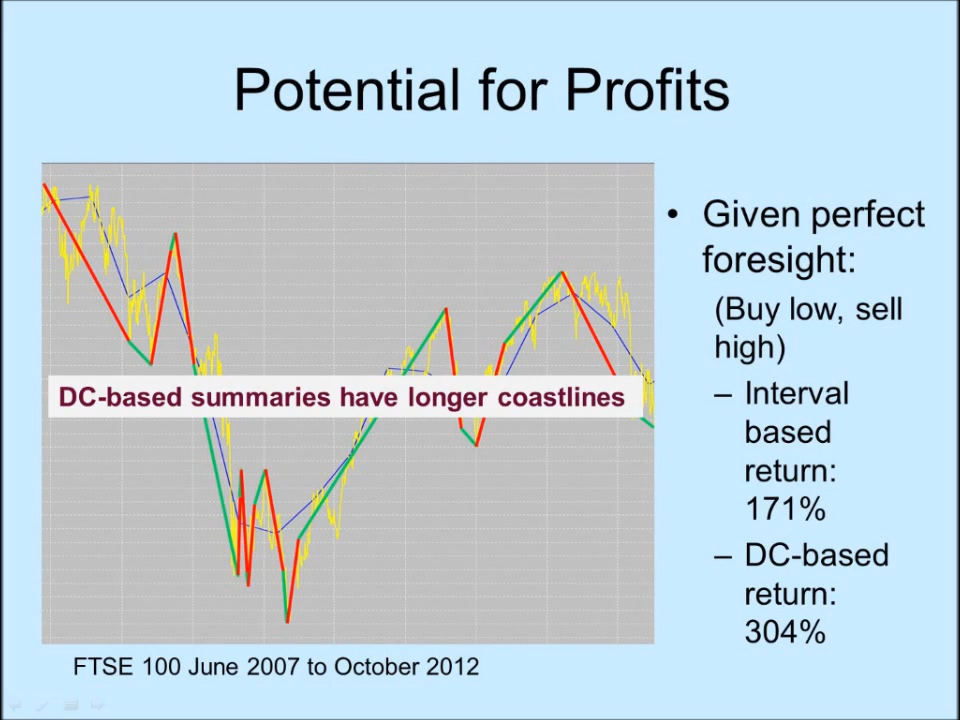 Potential for Profits
DC-based summaries have longer coastlines
FTSE 100 June 2007 to October 2012
• Given perfect
foresight:
(Buy low, sell
high)
– Interval
based
return:
171%
– DC-based
return:
304%